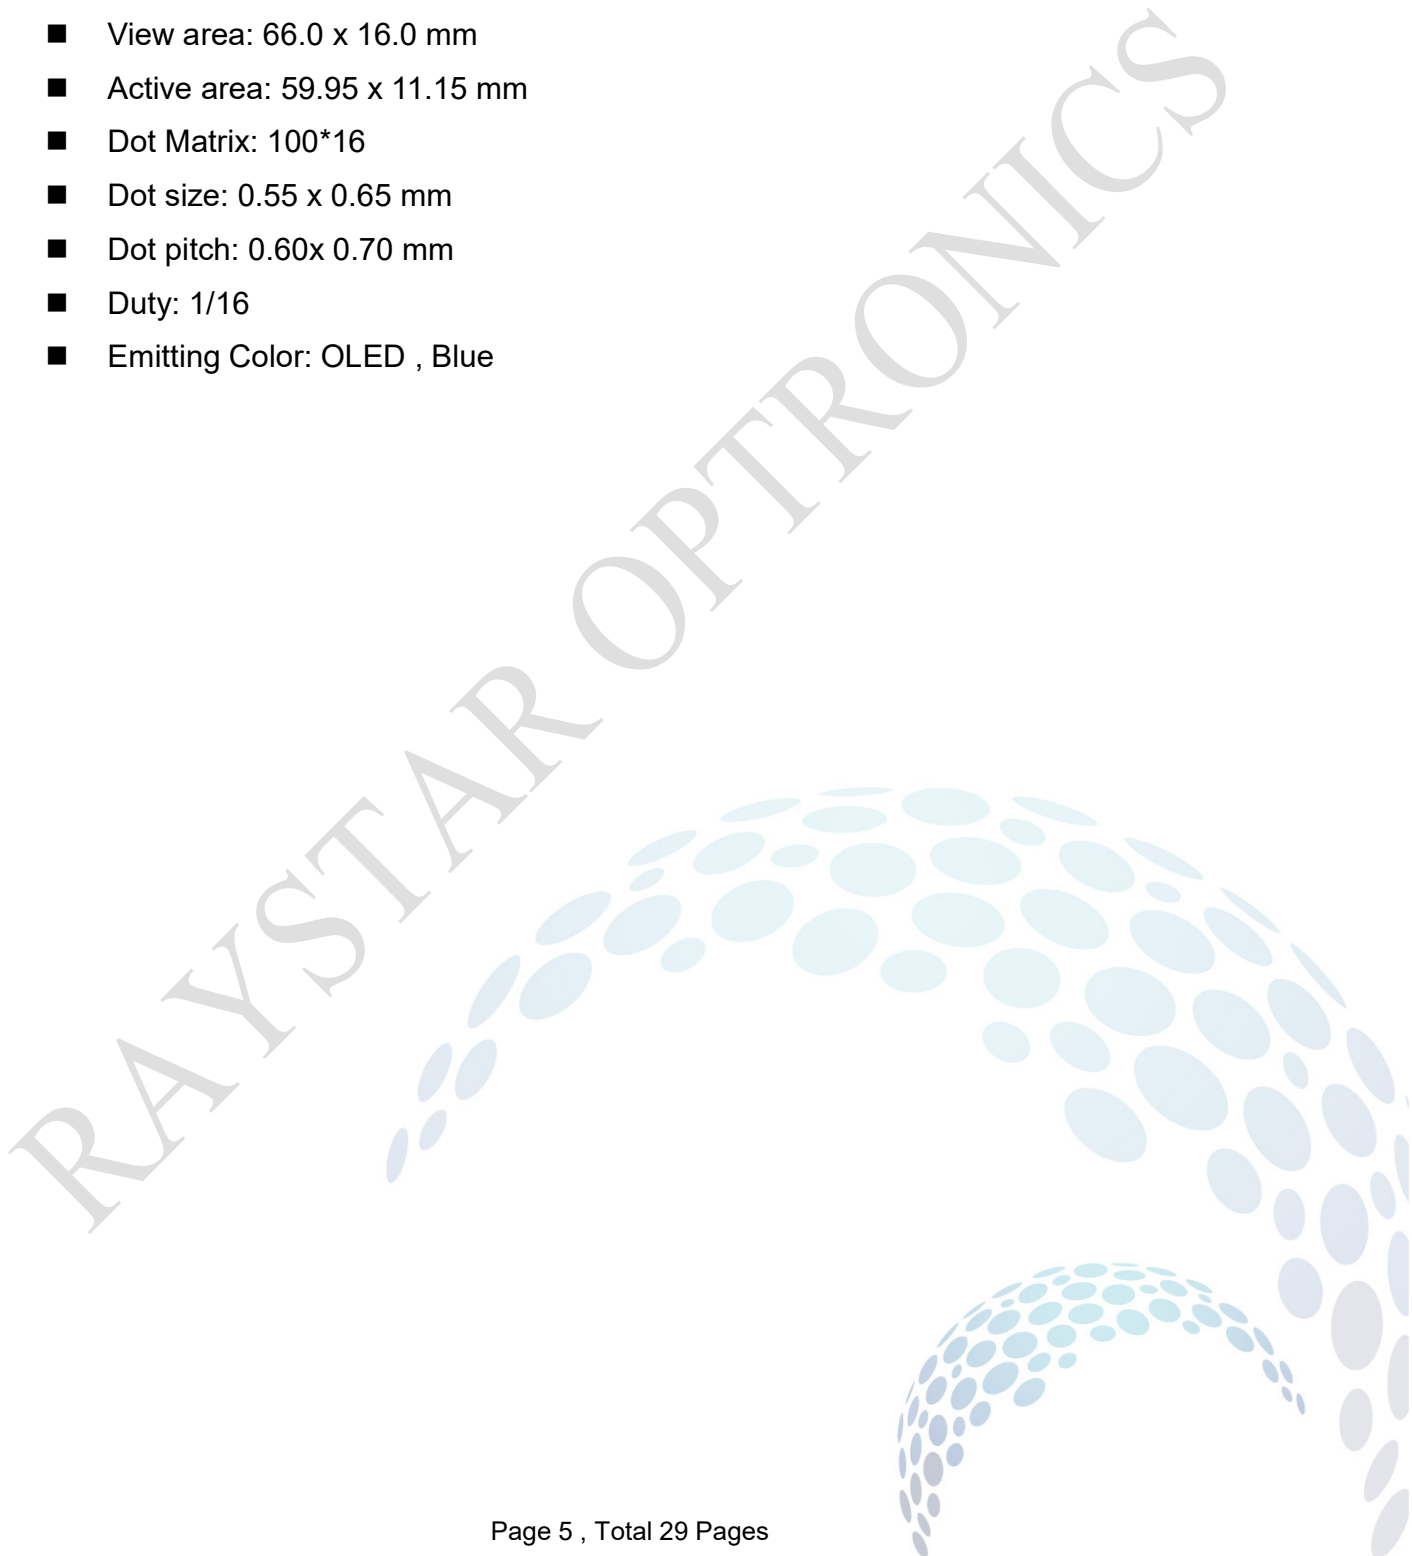 ■ View area: 66.0 x 16.0 mm
■ Active area: 59.95 x 11.15 mm
■ Dot Matrix: 100*16
■ Dot size: 0.55 x 0.65 mm
■ Dot pitch: 0.60x 0.70 mm
■ Duty: 1/16
■ Emitting Color: OLED , Blue
RAYSTAR OPTRONICS
Page 5 , Total 29 Pages